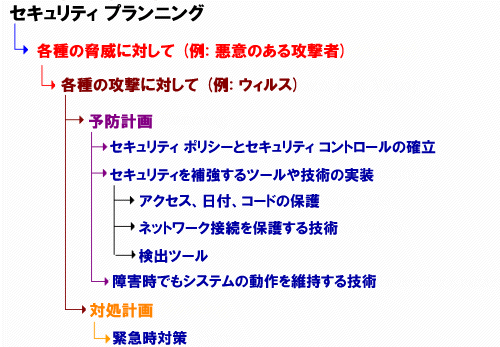 セキュリティ プランニング
各種の脅威に対して (例: 悪意のある攻撃者)
各種の攻撃に対して (例: ウィルス)
予防計画
セキュリティ ポリシーとセキュリティ コントロールの確立
セキュリティを補強するツールや技術の実装
アクセス、日付、コードの保護
ネットワーク接続を保護する技術
検出ツール
障害時でもシステムの動作を維持する技術
対処計画
緊急時対策